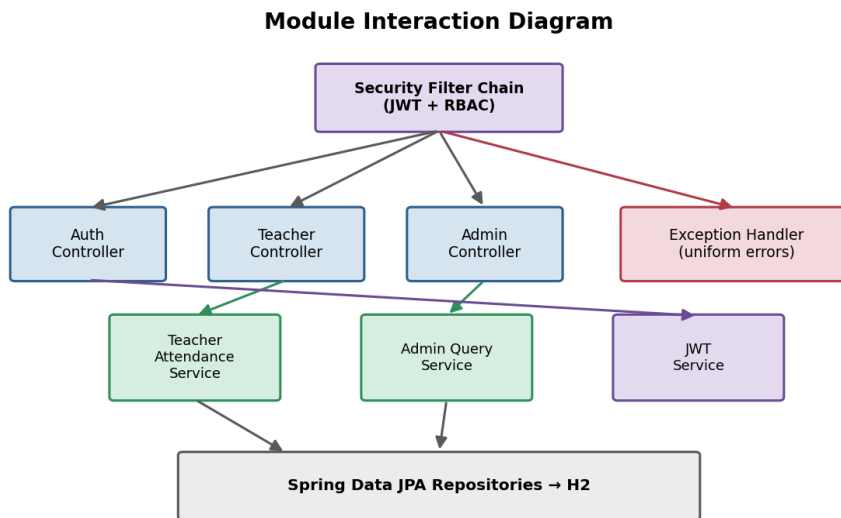 Module Interaction Diagram
Security Filter Chain
(JWT + RBAC)
Auth
Controller
Teacher
Controller
Admin
Controller
Exception Handler
(uniform errors)
Teacher
Attendance
Service
Admin Query
Service
JWT
Service
Spring Data JPA Repositories → H2